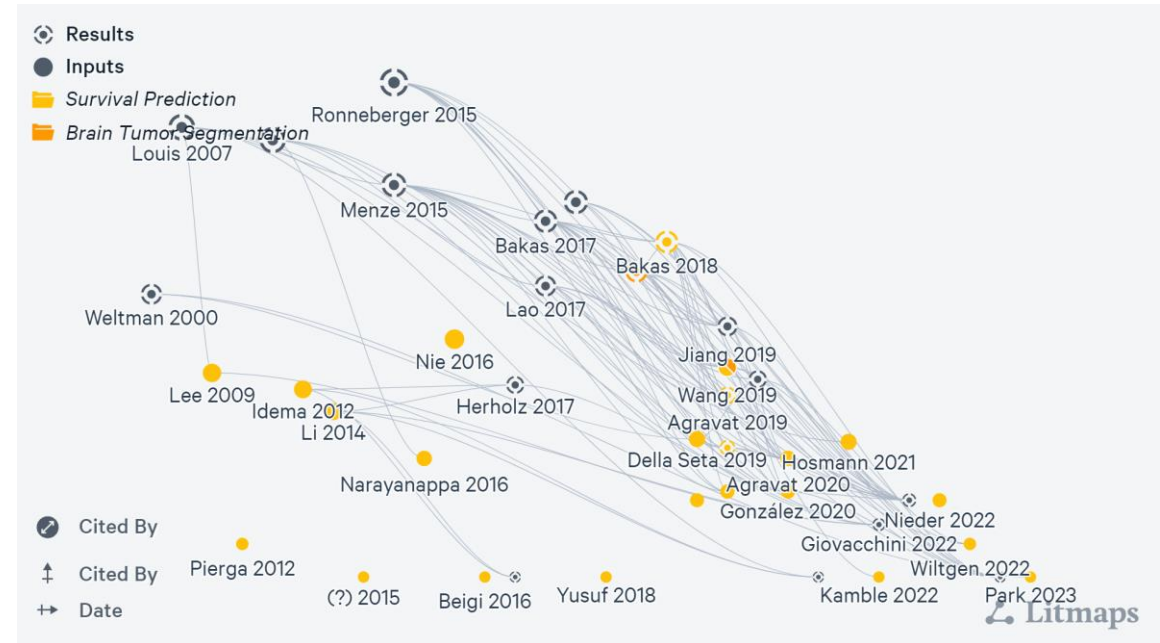 Results
Inputs
Survival Prediction
Brain Tumor Segmentation
Ronneberger 2015
Louis 2007
Menze 2015
Bakas 2017
Bakas 2018
Lao 2017
Weltman 2000
Nie 2016
Jiang 2019
Lee 2009
Idema 2012
Herholz 2017
Wang 2019
Li 2014
Agravat 2019
Della Seta 2019
Hosmann 2021
Narayanappa 2016
Agravat 2020
González 2020
Nieder 2022
Cited By
Giovacchini 2022
Pierga 2012
Wiltgen 2022
Cited By
(?) 2015
Beigi 2016
Yusuf 2018
Kamble 2022
Park 2023
Date
Litmaps